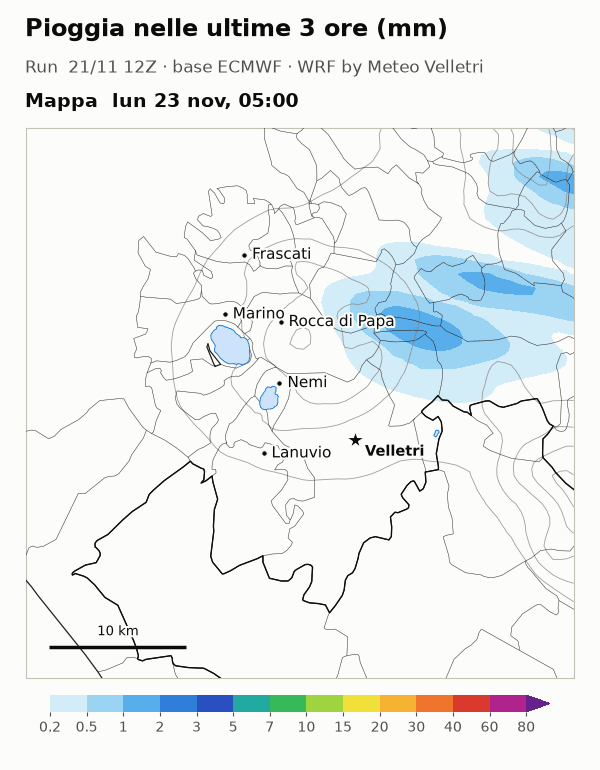 Pioggia nelle ultime 3 ore (mm)
Run  21/11 12Z · base ECMWF · WRF by Meteo Velletri
Mappa  lun 23 nov, 05:00
Frascati
Marino
Rocca di Papa
Nemi
Velletri
Lanuvio
10 km
0.2 0.5 1 2 3 5 7 10 15 20 30 40 60 80